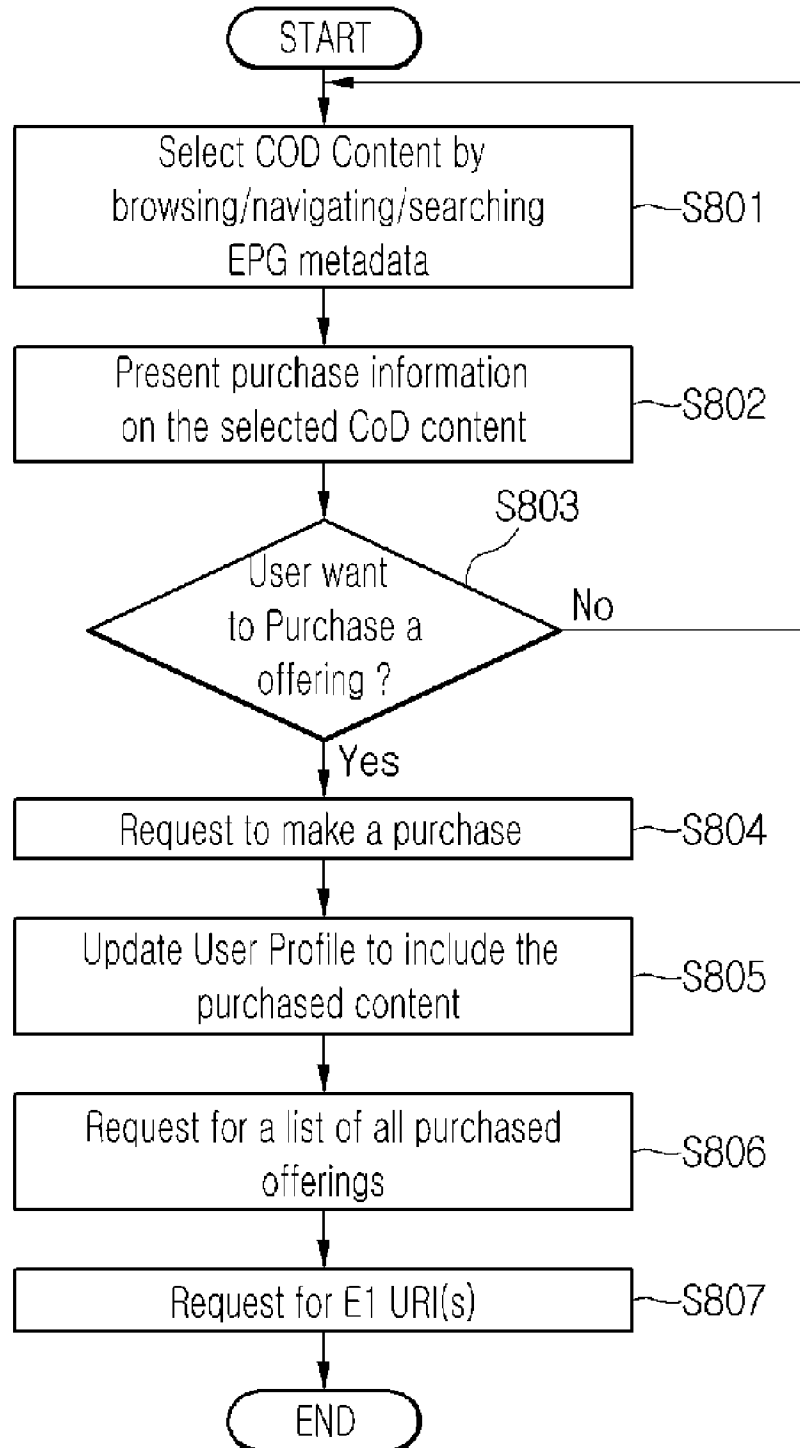 START
Select COD Content by
browsing/navigating/searching
EPG metadata
S801
Present purchase information
on the selected CoD content
S802
S803
User want
to Purchase a
offering ?
No
Yes
Request to make a purchase
S804
Update User Profile to include the
purchased content
S805
Request for a list of all purchased
offerings
S806
Request for E1 URI(s)
S807
END